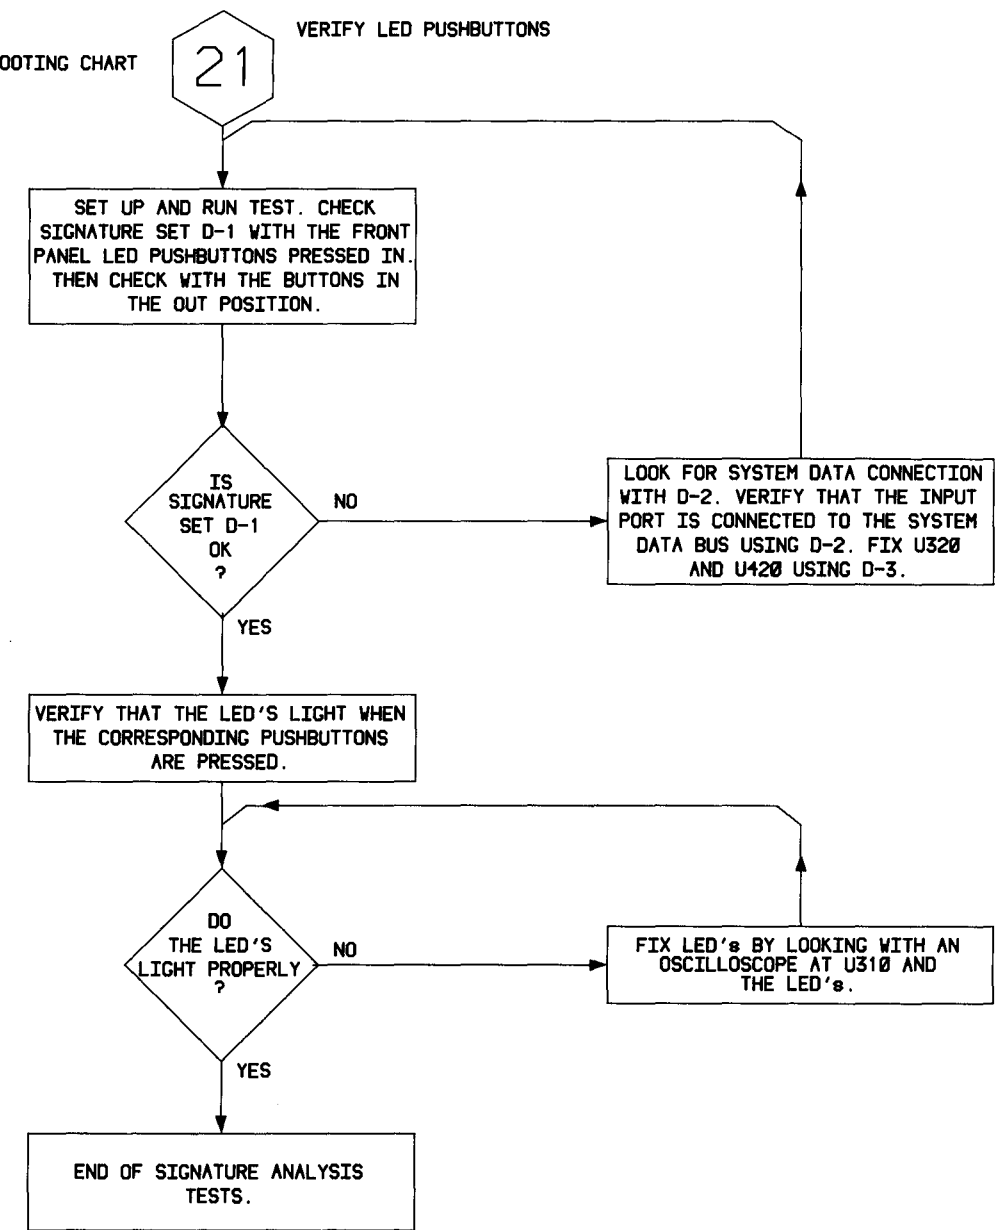 VERIFY LED PUSHBUTTONS
OOTING CHART
21
SET UP AND RUN TEST. CHECK
SIGNATURE SET D-1 WITH THE FRONT
PANEL LED PUSHBUTTONS PRESSED IN.
THEN CHECK WITH THE BUTTONS IN
THE OUT POSITION.
IS
SIGNATURE
SET D-1
OK
?
NO
LOOK FOR SYSTEM DATA CONNECTION
WITH D-2. VERIFY THAT THE INPUT
PORT IS CONNECTED TO THE SYSTEM
DATA BUS USING D-2. FIX U320
AND U420 USING D-3.
YES
VERIFY THAT THE LED'S LIGHT WHEN
THE CORRESPONDING PUSHBUTTONS
ARE PRESSED.
DO
THE LED'S
LIGHT PROPERLY
?
NO
FIX LED's BY LOOKING WITH AN
OSCILLOSCOPE AT U310 AND
THE LED's.
YES
END OF SIGNATURE ANALYSIS
TESTS.